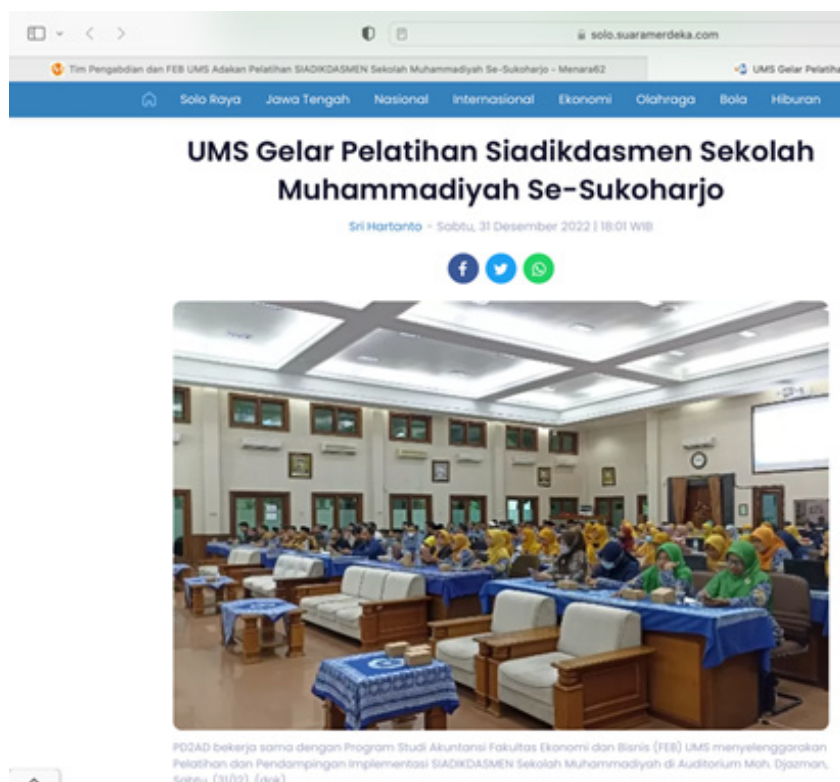 solo.suaramerdeka.com
Tim Pengabdian dan FEB UMS Adakan Pelatihan SIADIKDASMEN Sekolah Muhammadiyah Se-Sukoharjo - Menara62
UMS Gelar Pelatiha
Solo Raya Jawa Tengah Nasional Internasional Ekonomi Olahraga Bola Hiburan
UMS Gelar Pelatihan Siadikdasmen Sekolah
Muhammadiyah Se-Sukoharjo
Sri Hartanto - Sabtu, 31 Desember 2022 | 18:01 WIB
PD2AD bekerja sama dengan Program Studi Akuntansi Fakultas Ekonomi dan Bisnis (FEB) UMS menyelenggarakan
Pelatihan dan Pendampingan Implementasi SIADIKDASMEN Sekolah Muhammadiyah di Auditorium Moh. Djazman,
Sabtu, (31/12). (dok)